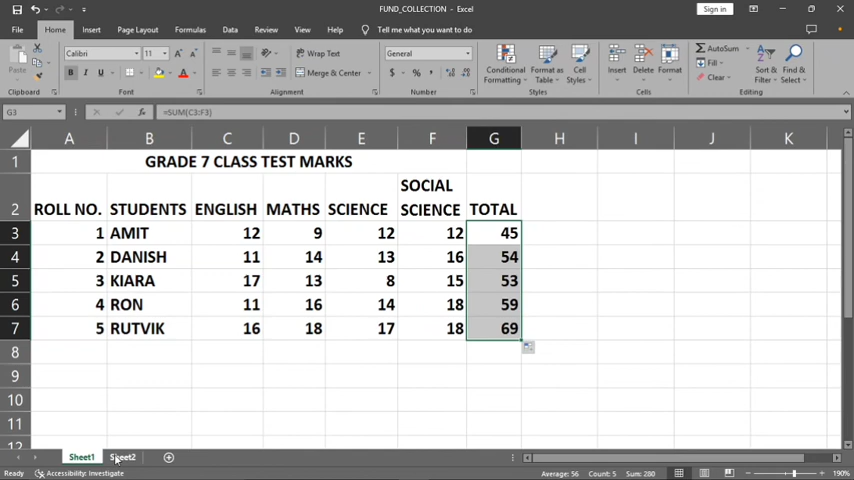 FUND_COLLECTION - Excel
Sign in
File Home Insert Page Layout Formulas Data Review View Help Tell me what you want to do
Paste
Calibri 11 A A
B I U A
Wrap Text
Merge & Center
General
$ % ,
Conditional Formatting
Format as Table
Cell Styles
Insert Delete Format
AutoSum
Fill
Clear
Sort & Filter
Find & Select
Clipboard Font Alignment Number Styles Cells Editing
G3 fx =SUM(C3:F3)
A B C D E F G H I J K
1 GRADE 7 CLASS TEST MARKS
2 ROLL NO. STUDENTS ENGLISH MATHS SCIENCE SOCIAL SCIENCE TOTAL
3 1 AMIT 12 9 12 12 45
4 2 DANISH 11 14 13 16 54
5 3 KIARA 17 13 8 15 53
6 4 RON 11 16 14 18 59
7 5 RUTVIK 16 18 17 18 69
8
9
10
11
12
Sheet1 Sheet2
Ready Accessibility: Investigate Average: 56 Count: 5 Sum: 280 190%